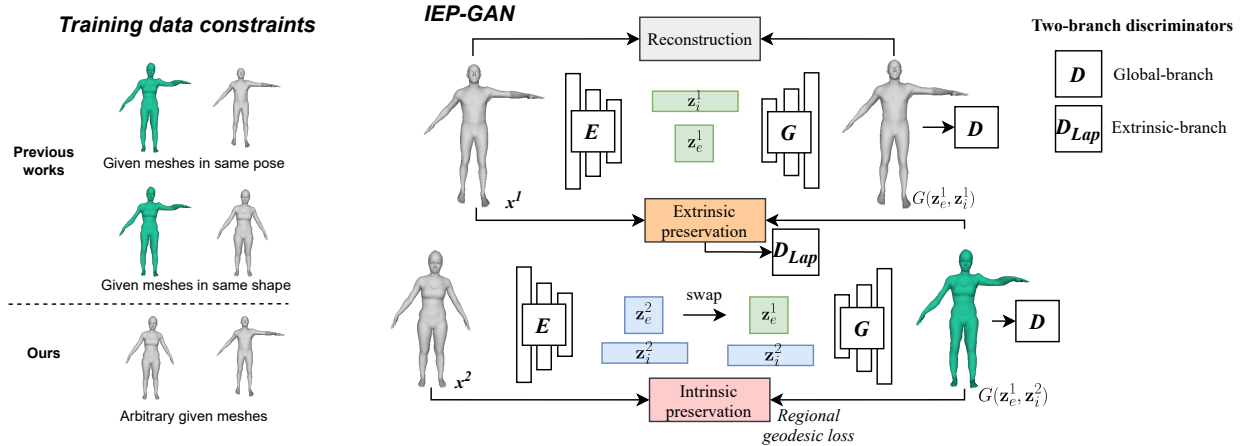 Training data constraints
Previous
works
Given meshes in same pose
Given meshes in same shape
Ours
Arbitrary given meshes
IEP-GAN
Reconstruction
E
z_i^1
z_e^1
G
D
x^1
G(z_e^1, z_i^1)
Extrinsic
preservation
D_Lap
E
z_e^2
swap
z_e^1
z_i^2
z_i^2
G
D
x^2
G(z_e^1, z_i^2)
Intrinsic
preservation
Regional
geodesic loss
Two-branch discriminators
D
Global-branch
D_Lap
Extrinsic-branch